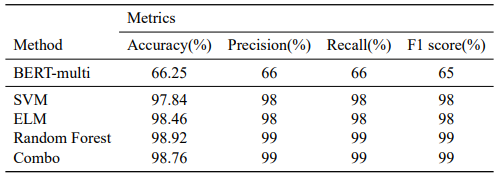 Metrics
Method Accuracy(%) Precision(%) Recall(%) F1 score(%)
BERT-multi 66.25 66 66 65
SVM 97.84 98 98 98
ELM 98.46 98 98 98
Random Forest 98.92 99 99 99
Combo 98.76 99 99 99